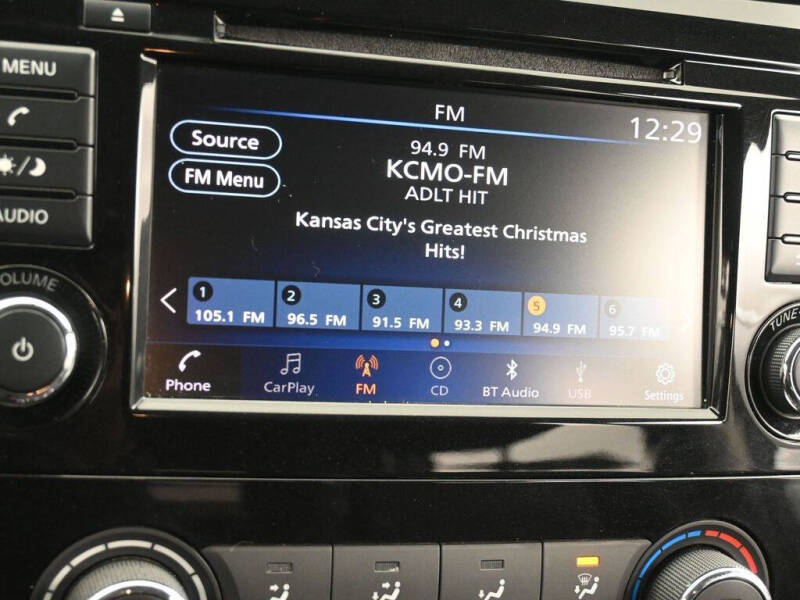 MENU
AUDIO
VOLUME
FM
12:29
Source
FM Menu
94.9 FM
KCMO-FM
ADLT HIT
Kansas City's Greatest Christmas
Hits!
1 2 3 4 5 6
105.1 FM 96.5 FM 91.5 FM 93.3 FM 94.9 FM 95.7 FM
Phone CarPlay FM CD BT Audio USB Settings
TUNE